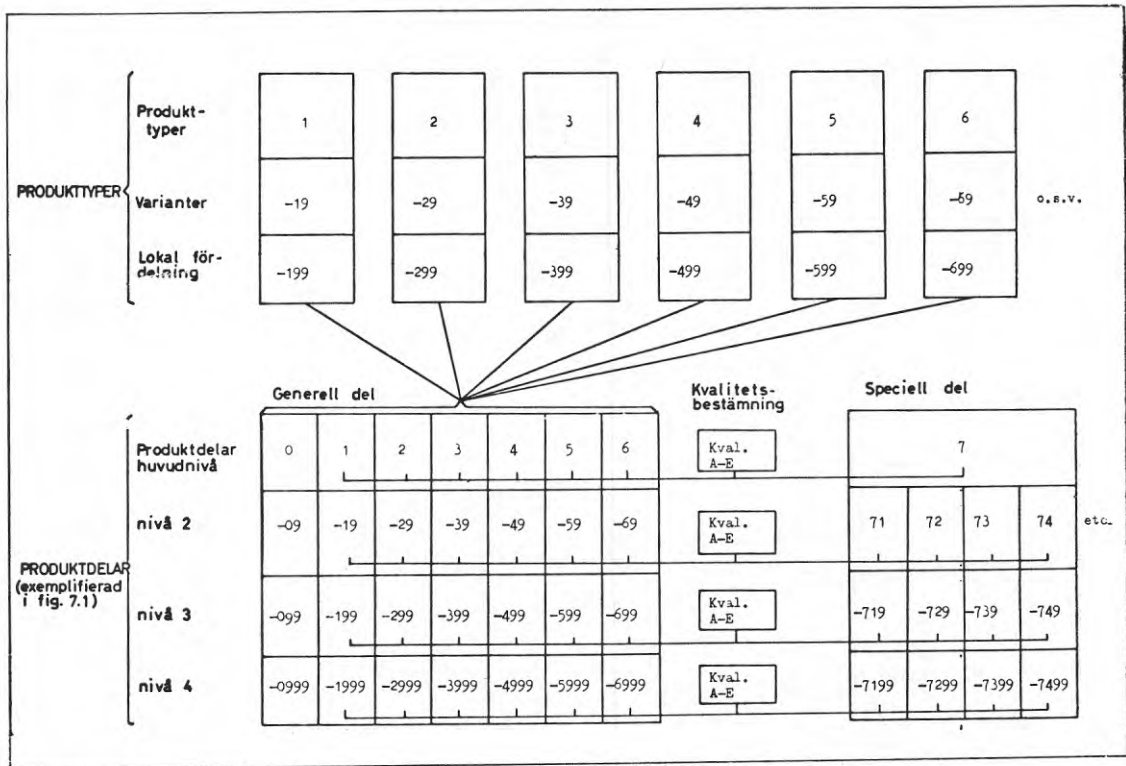 Produkt-
typer
1 2 3 4 5 6
PRODUKTTYPER
Varianter
-19 -29 -39 -49 -59 -69
o.s.v.
Lokal för-
delning
-199 -299 -399 -499 -599 -699
Generell del
Kvalitets-
bestämning
Speciell del
Produktdelar
huvudnivå
0 1 2 3 4 5 6
Kval.
A-E
7
nivå 2
-09 -19 -29 -39 -49 -59 -69
Kval.
A-E
71 72 73 74
etc.
PRODUKTDELAR
(exemplifierad
i fig. 7.1)
nivå 3
-099 -199 -299 -399 -499 -599 -699
Kval.
A-E
-719 -729 -739 -749
nivå 4
-0999 -1999 -2999 -3999 -4999 -5999 -6999
Kval.
A-E
-7199 -7299 -7399 -7499